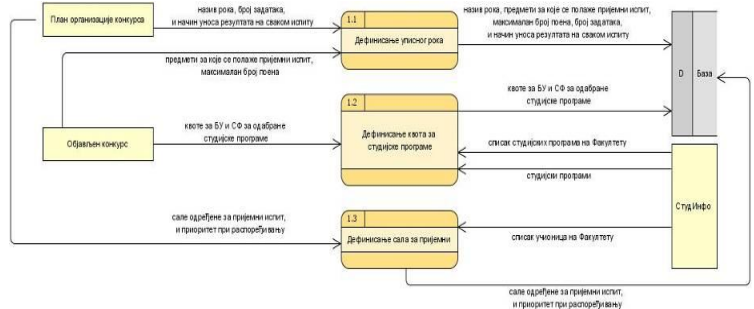 План организације конкурса
назив рока, број задатака,
и начин уноса резултата на сваком испиту
1.1
Дефинисање уписног рока
назив рока, предмети за које се полаже пријемни испит,
максималан број поена, број задатака,
и начин уноса резултата на сваком испиту
D
База
предмети за које се полаже пријемни испит,
максималан број поена
Објављен конкурс
квоте за БУ и СФ за одабране
студијске програме
1.2
Дефинисање квота за
студијске програме
квоте за БУ и СФ за одабране
студијске програме
списак студијских програма на Факултету
студијски програми
СтудИнфо
сале одређене за пријемни испит,
и приоритет при распоређивању
1.3
Дефинисање сала за пријемни
списак учионица на Факултету
сале одређене за пријемни испит,
и приоритет при распоређивању